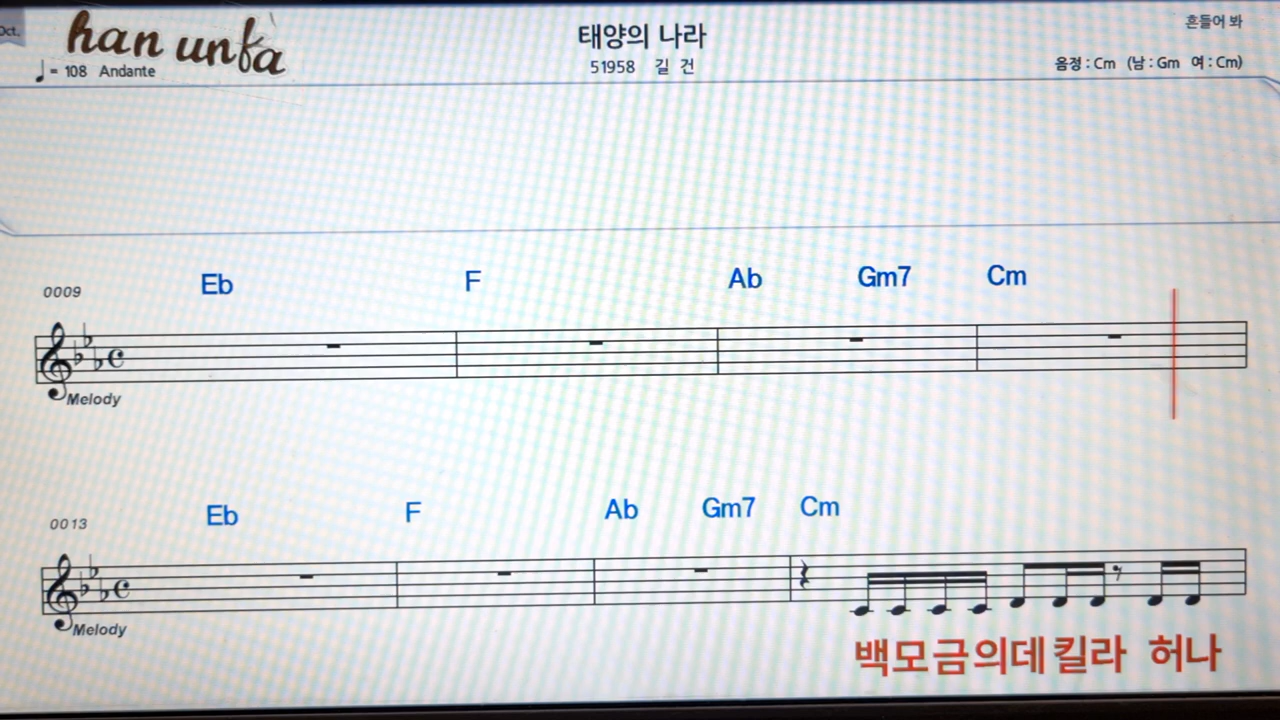 Oct.
han unfa
♩= 108 Andante
태양의 나라
51958 길 건
흔들어 봐
음정 : Cm (남 : Gm 여 : Cm)
0009 Eb F Ab Gm7 Cm
Melody
0013 Eb F Ab Gm7 Cm
Melody
백모금의데킬라 허나